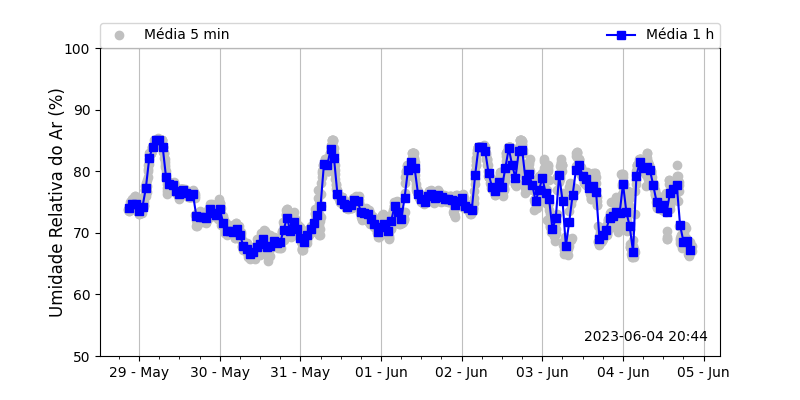 Média 5 min
Média 1 h
Umidade Relativa do Ar (%)
100
90
80
70
60
50
2023-06-04 20:44
29 - May
30 - May
31 - May
01 - Jun
02 - Jun
03 - Jun
04 - Jun
05 - Jun